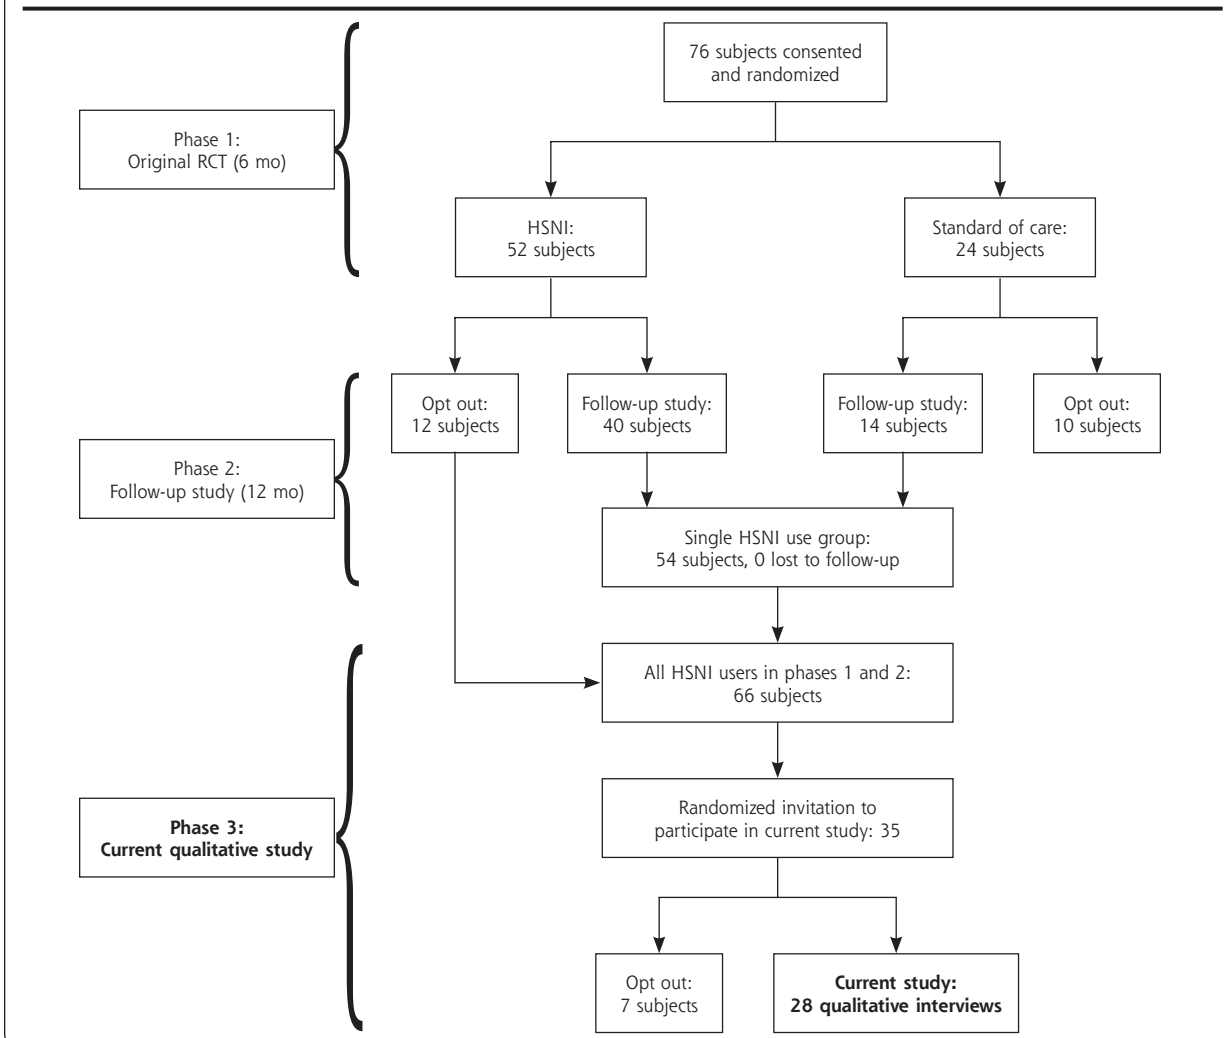 76 subjects consented
and randomized
Phase 1:
Original RCT (6 mo)
HSNI:
52 subjects
Standard of care:
24 subjects
Opt out:
12 subjects
Follow-up study:
40 subjects
Follow-up study:
14 subjects
Opt out:
10 subjects
Phase 2:
Follow-up study (12 mo)
Single HSNI use group:
54 subjects, 0 lost to follow-up
All HSNI users in phases 1 and 2:
66 subjects
Phase 3:
Current qualitative study
Randomized invitation to
participate in current study: 35
Opt out:
7 subjects
Current study:
28 qualitative interviews